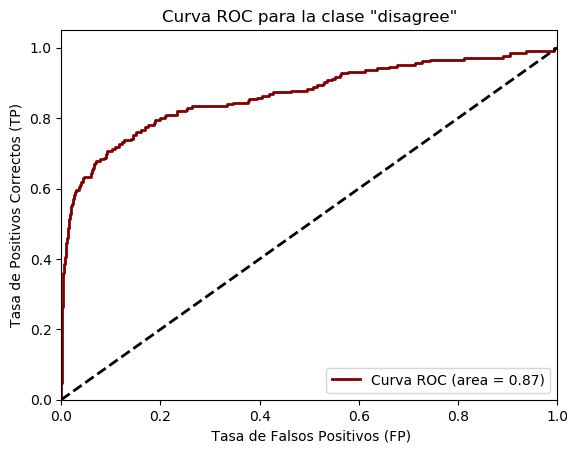 Curva ROC para la clase "disagree"
Tasa de Positivos Correctos (TP)
1.0
0.8
0.6
0.4
0.2
0.0
0.0 0.2 0.4 0.6 0.8 1.0
Tasa de Falsos Positivos (FP)
Curva ROC (area = 0.87)